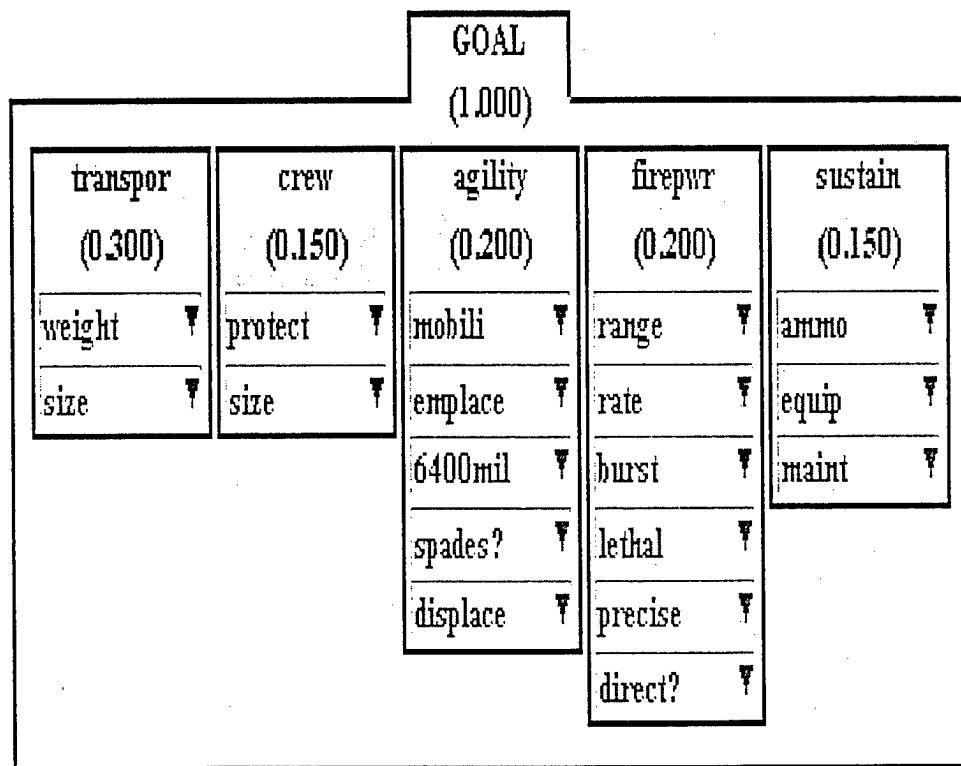 GOAL
(1.000)
transpor
(0.300)
weight
size
crew
(0.150)
protect
size
agility
(0.200)
mobili
emplace
6400mil
spades?
displace
firepwr
(0.200)
range
rate
burst
lethal
precise
direct?
sustain
(0.150)
ammo
equip
maint